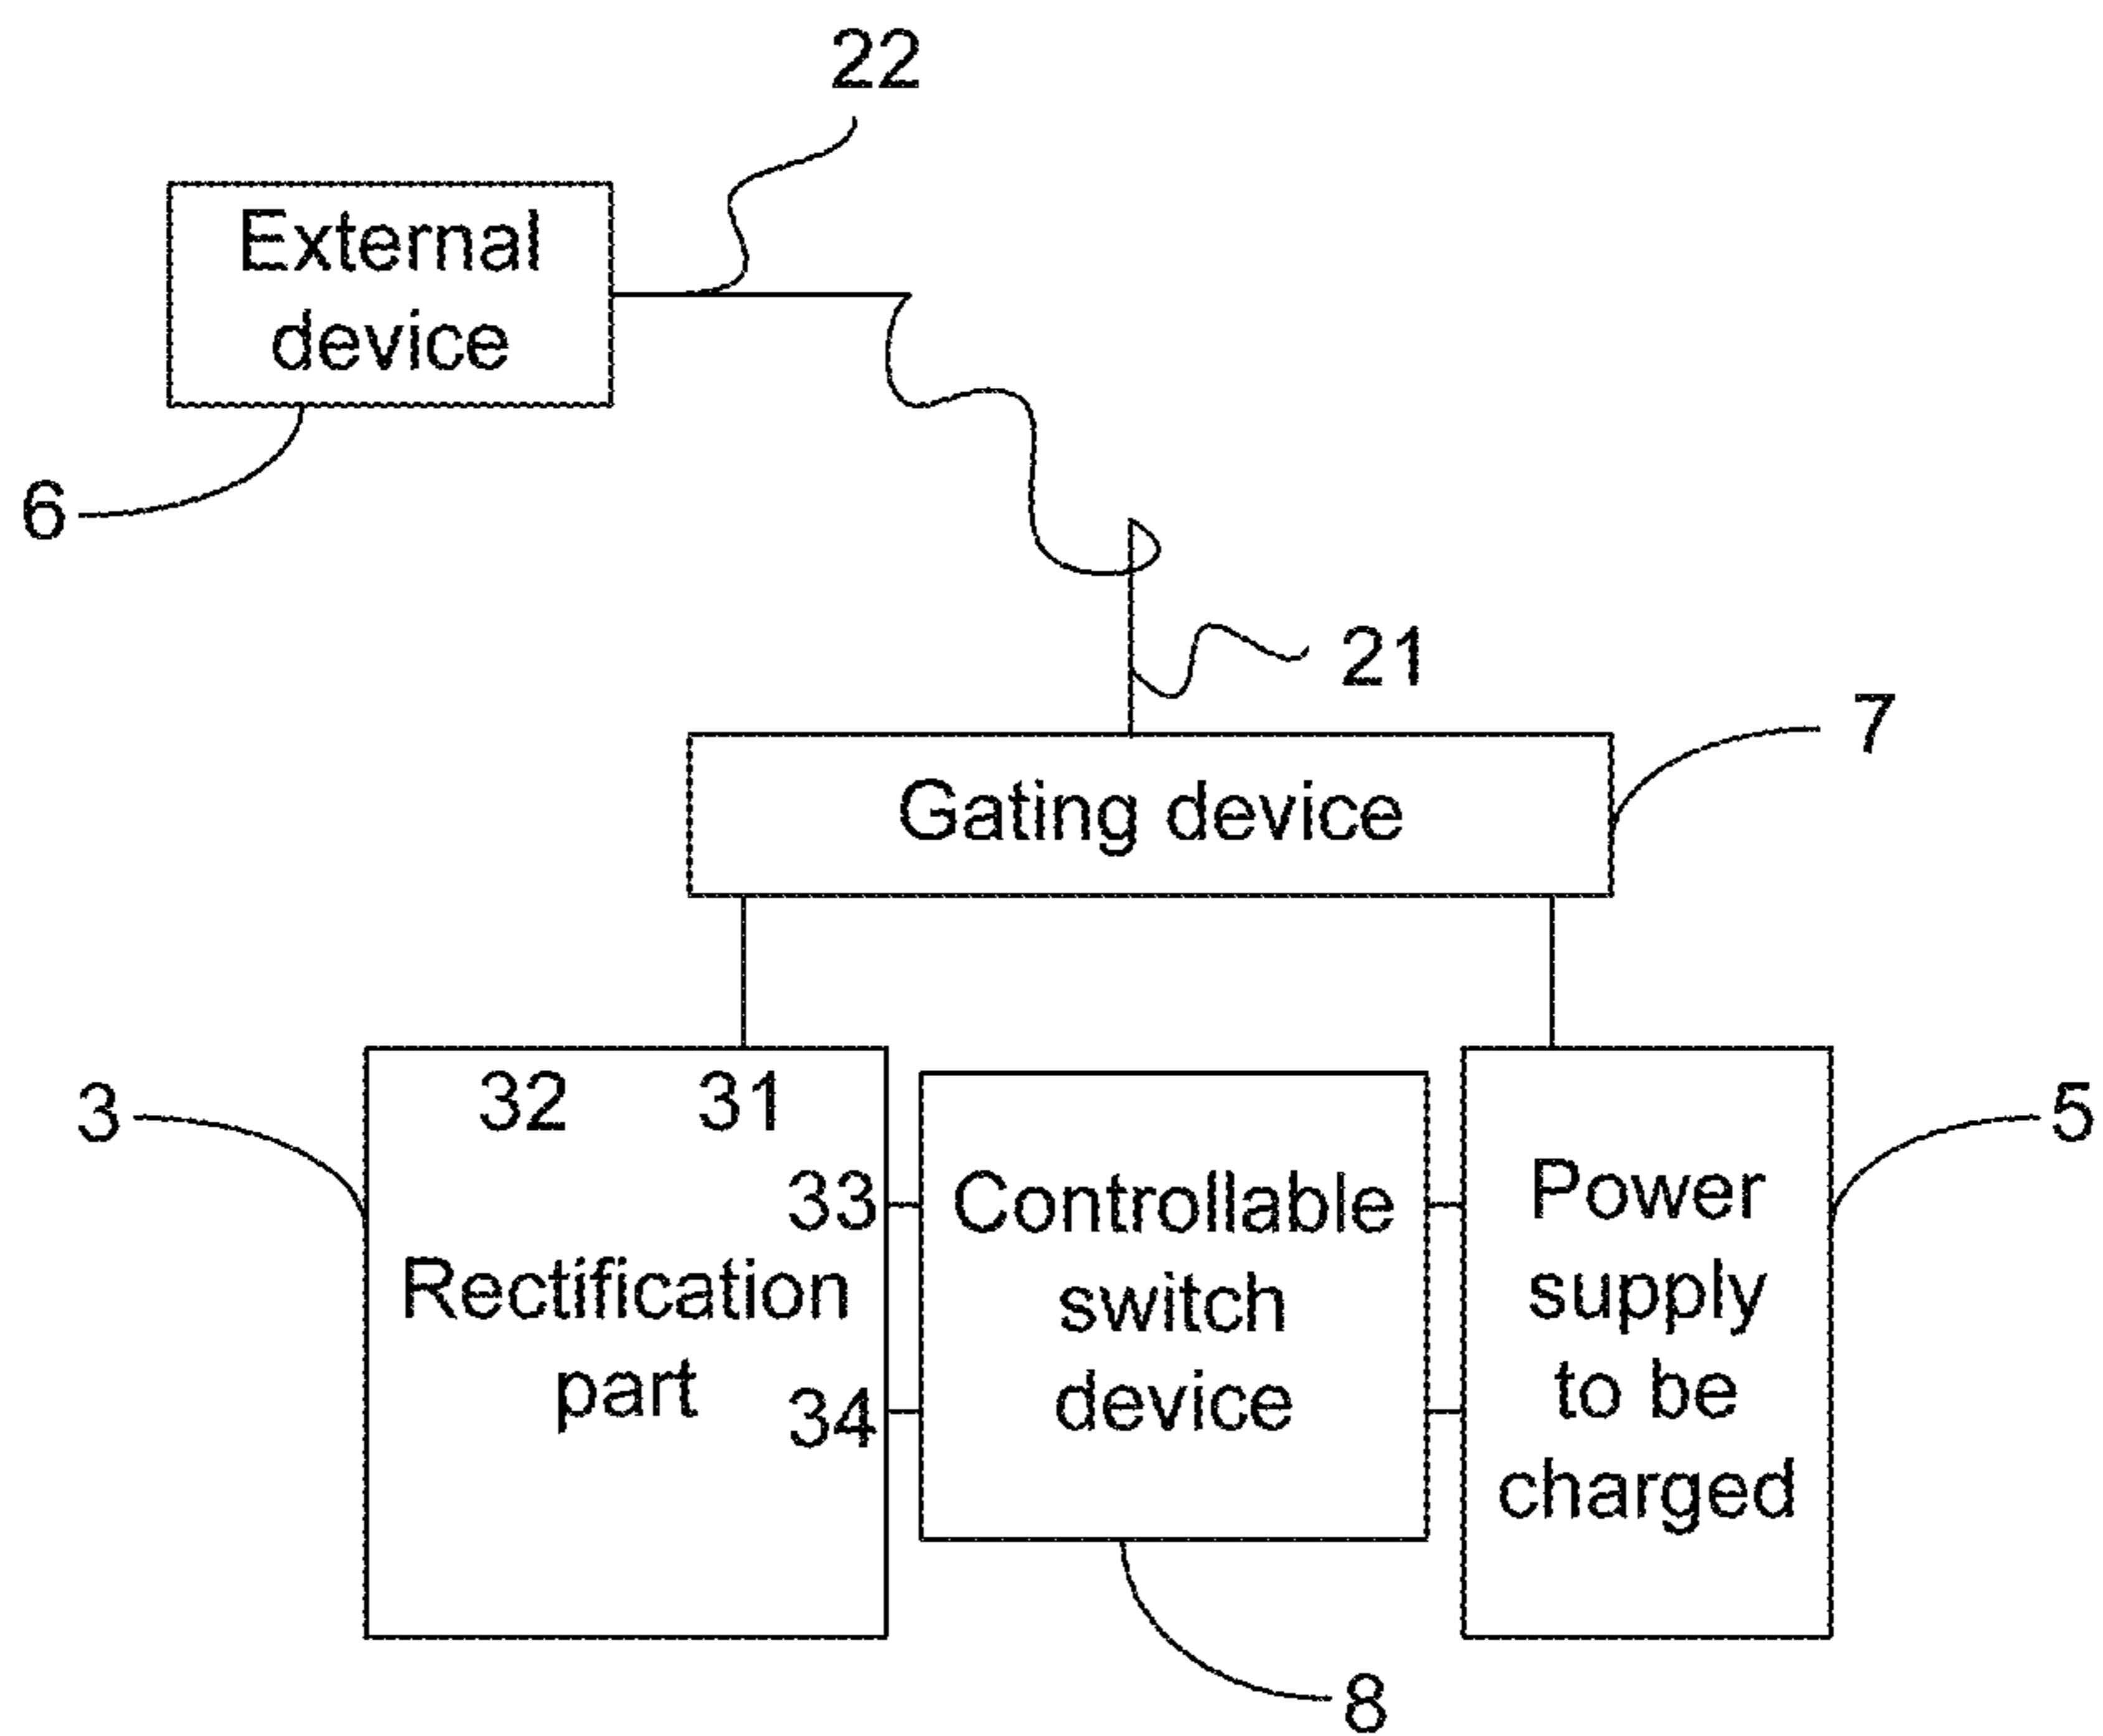 22
External
device
6
21
7
Gating device
3
32 31
33
Rectification
part
34
Controllable
switch
device
Power
supply
to be
charged
5
8